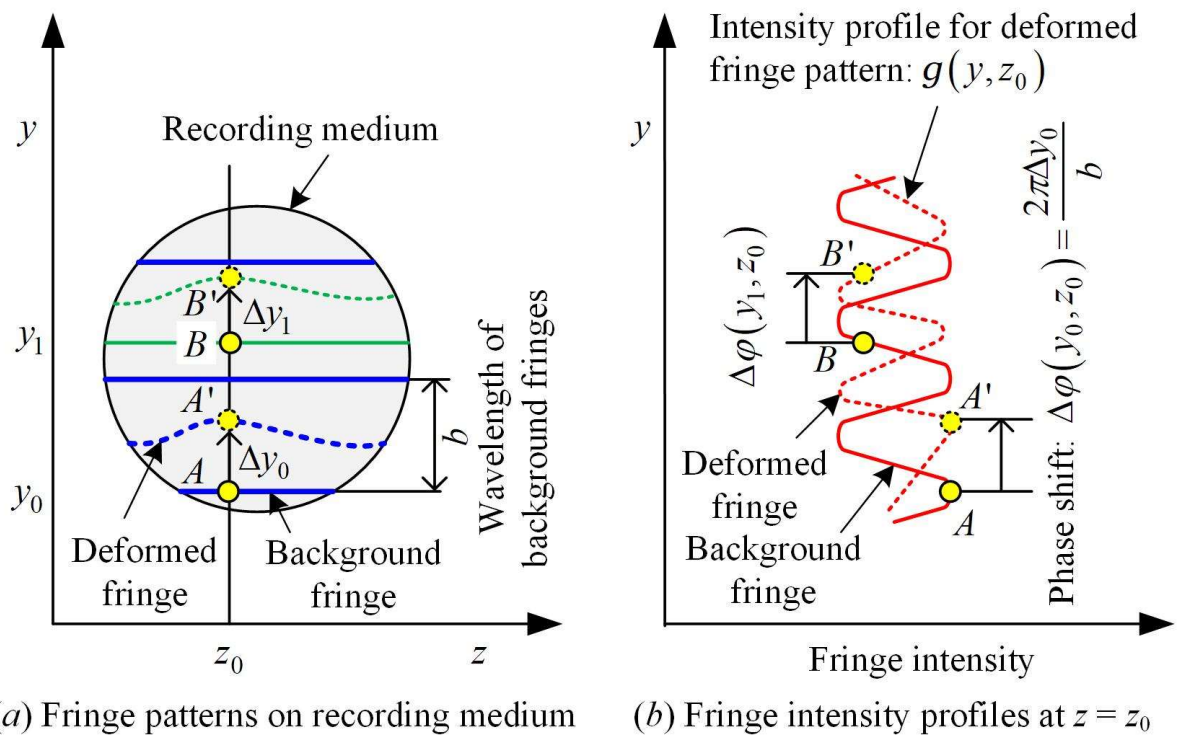 y
Recording medium
B'
Δy₁
y₁
B
A'
Δy₀
b
A
y₀
Wavelength of
background fringes
Deformed
fringe
Background
fringe
z₀
z
a) Fringe patterns on recording medium
Intensity profile for deformed
fringe pattern: g(y, z₀)
y
Δφ(y₁, z₀)
B'
B
A'
A
Deformed
fringe
Background
fringe
Phase shift: Δφ(y₀, z₀) = 2πΔy₀ / b
Fringe intensity
(b) Fringe intensity profiles at z = z₀